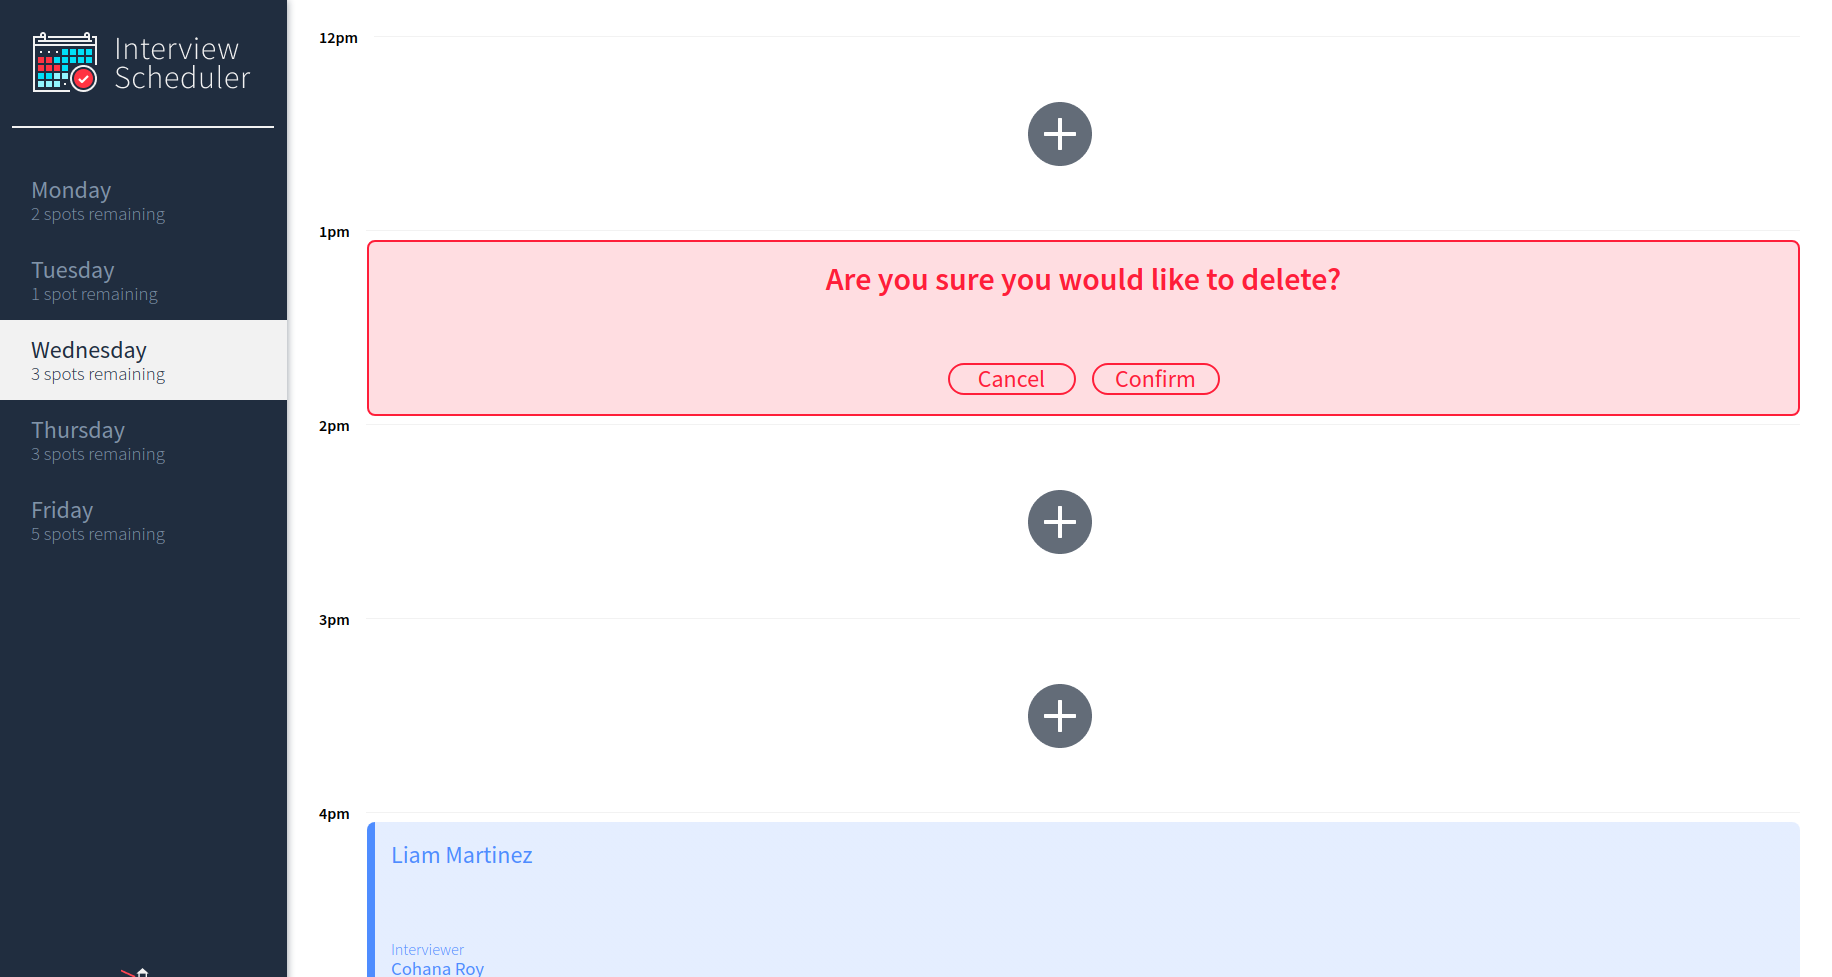 Interview
Scheduler
Monday
2 spots remaining
Tuesday
1 spot remaining
Wednesday
3 spots remaining
Thursday
3 spots remaining
Friday
5 spots remaining
12pm
1pm
Are you sure you would like to delete?
Cancel Confirm
2pm
3pm
4pm
Liam Martinez
Interviewer
Cohana Roy